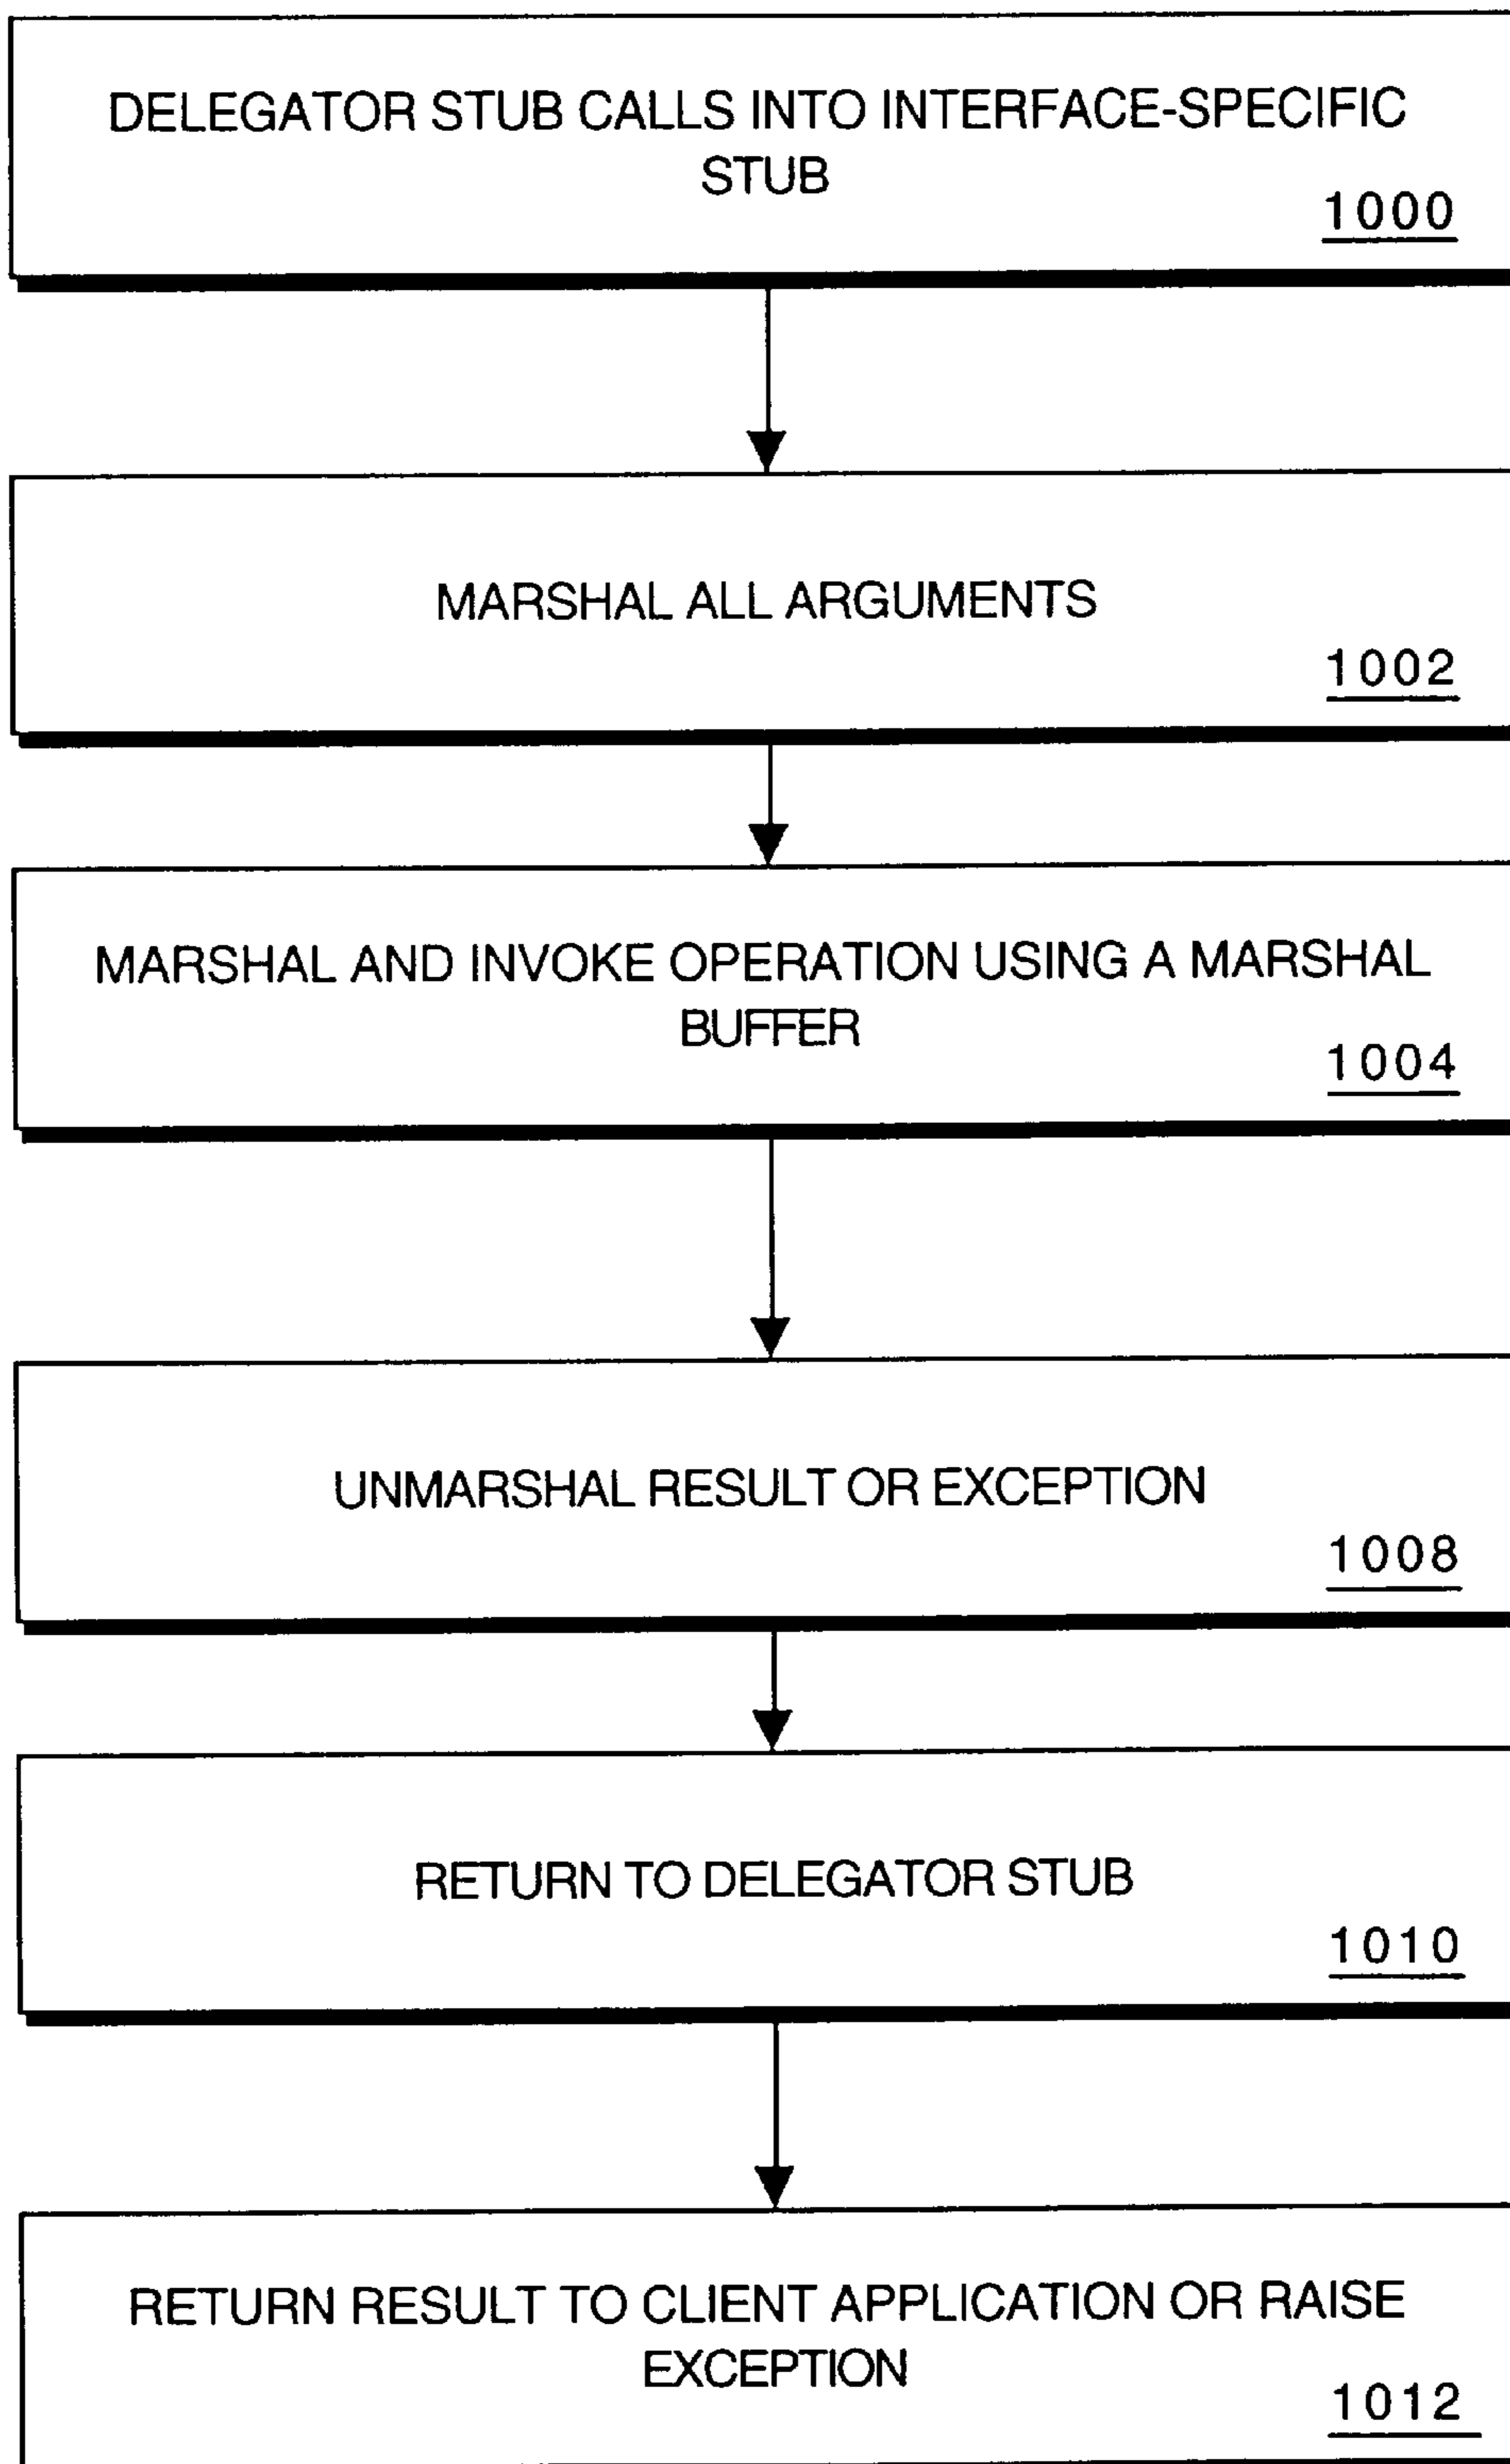 DELEGATOR STUB CALLS INTO INTERFACE-SPECIFIC
STUB
1000
MARSHAL ALL ARGUMENTS
1002
MARSHAL AND INVOKE OPERATION USING A MARSHAL
BUFFER
1004
UNMARSHAL RESULT OR EXCEPTION
1008
RETURN TO DELEGATOR STUB
1010
RETURN RESULT TO CLIENT APPLICATION OR RAISE
EXCEPTION
1012